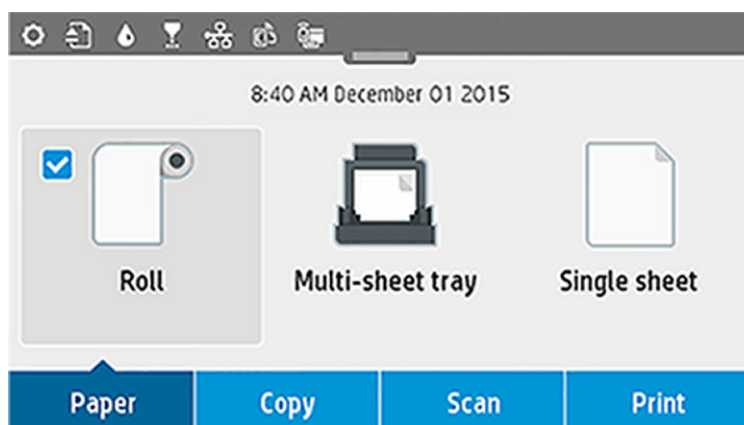 8:40 AM December 01 2015
Roll Multi-sheet tray Single sheet
Paper Copy Scan Print